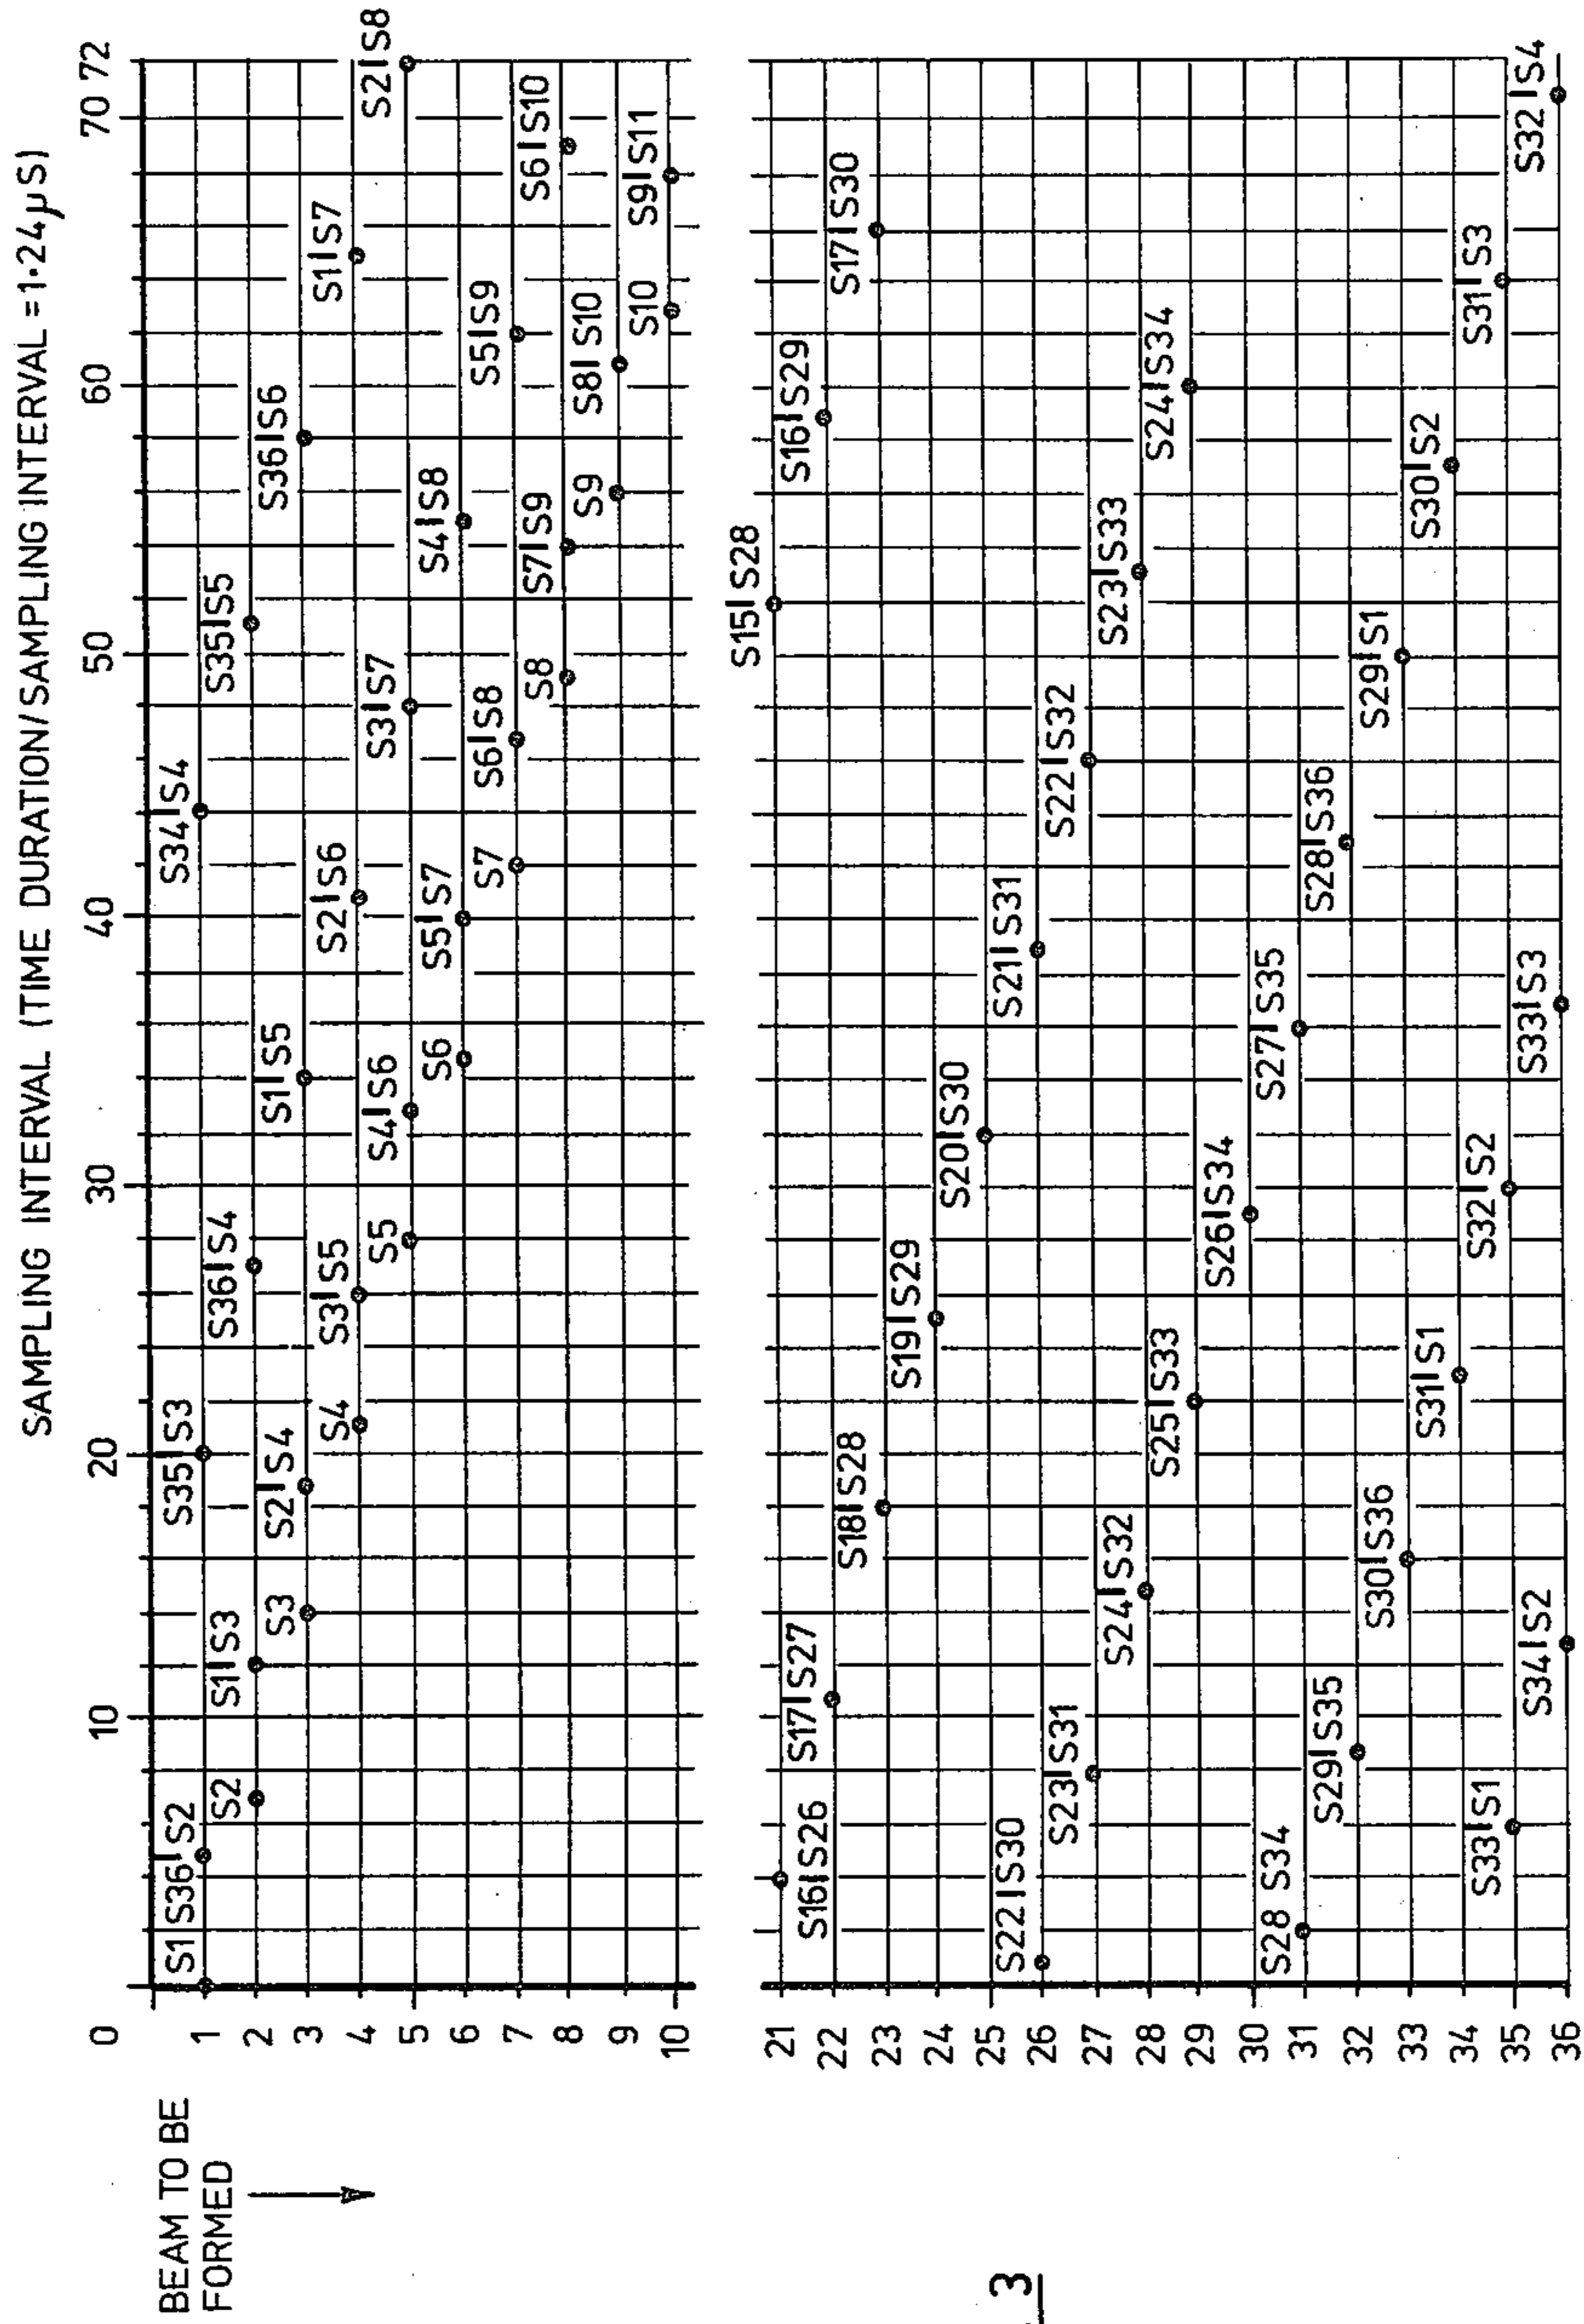 SAMPLING INTERVAL (TIME DURATION/SAMPLING INTERVAL = 1·24µS)
0 10 20 30 40 50 60 70 72
BEAM TO BE
FORMED
1 S1 S36|S2 S35|S3 S34|S4
2 S2 S1|S3 S36|S4 S35|S5
3 S3 S2|S4 S1|S5 S36|S6
4 S4 S3|S5 S2|S6 S1|S7
5 S5 S4|S6 S3|S7 S2|S8
6 S6 S5|S7 S4|S8
7 S7 S6|S8 S5|S9
8 S8 S7|S9 S6|S10
9 S9 S8|S10
10 S10 S9|S11
21 S16|S26 S15|S28
22 S17|S27 S16|S29
23 S18|S28 S17|S30
24 S19|S29
25 S20|S30
26 S22|S30 S21|S31
27 S23|S31 S22|S32
28 S24|S32 S23|S33
29 S25|S33 S24|S34
30 S26|S34
31 S28 S34 S27|S35
32 S29|S35 S28|S36
33 S30|S36 S29|S1
34 S31|S1 S30|S2
35 S33|S1 S32|S2 S31|S3
36 S34|S2 S33|S3 S32|S4
3